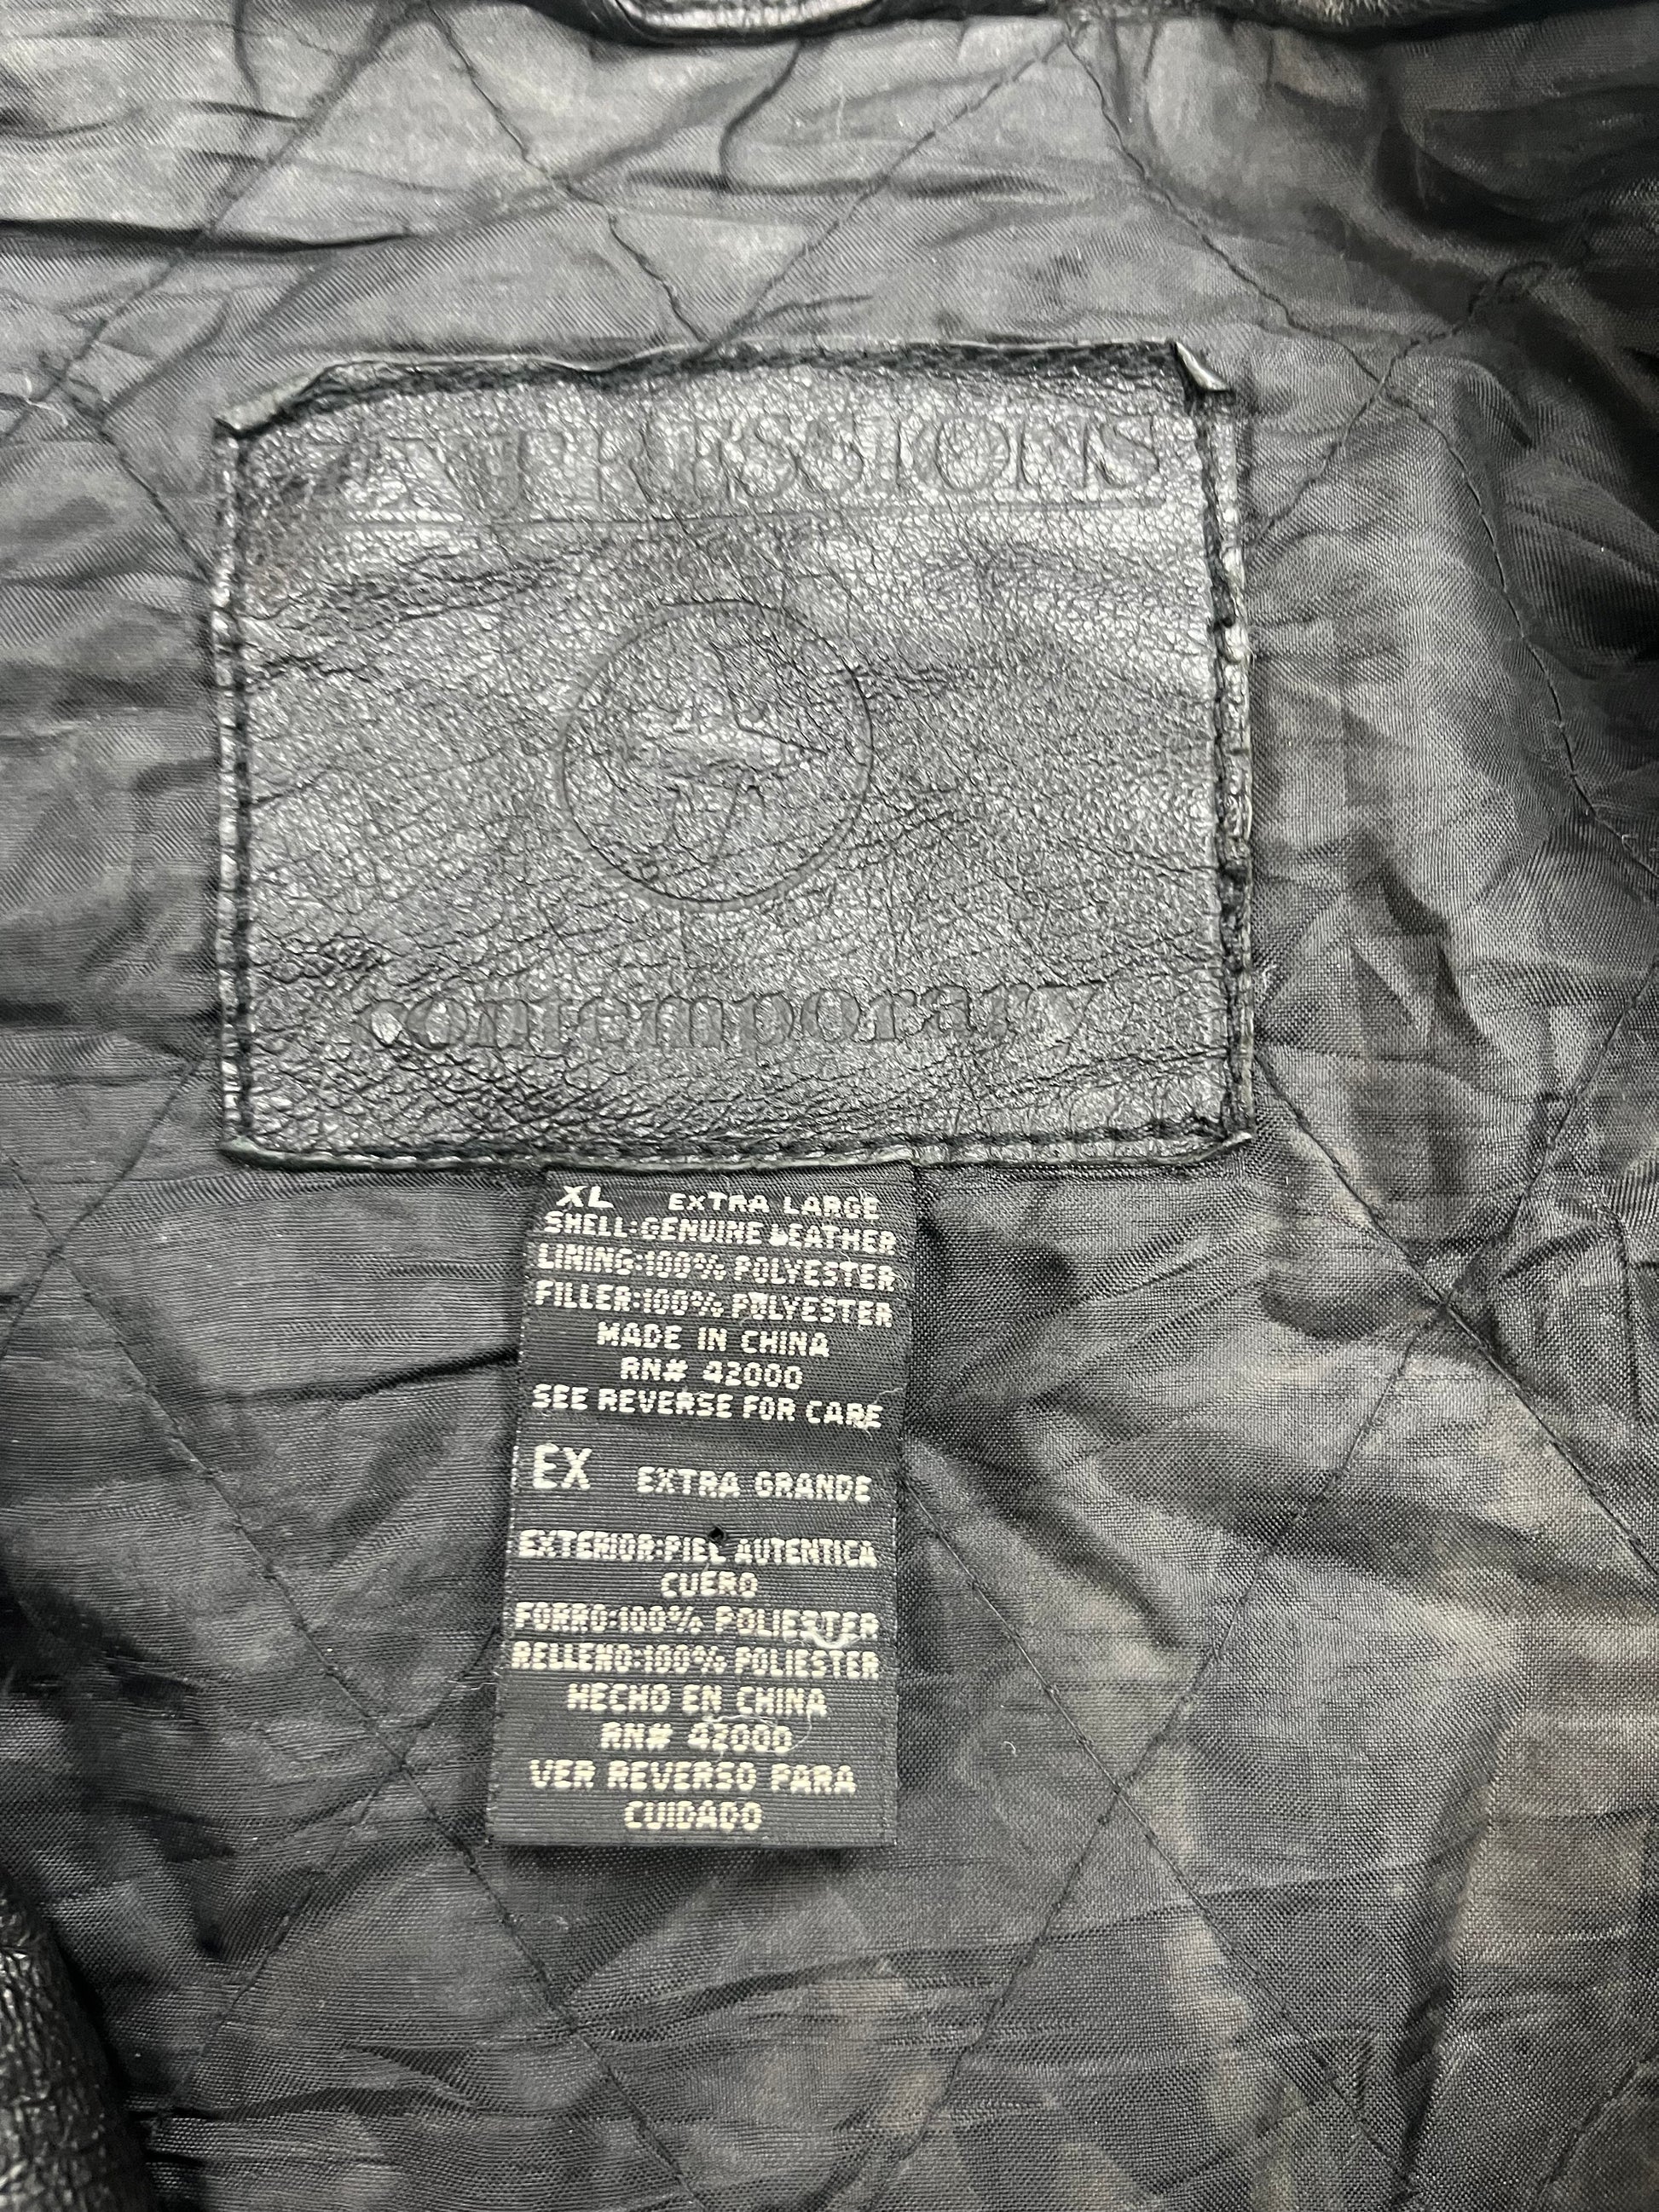 EXPRESSIONS
contemporary
XL EXTRA LARGE
SHELL:GENUINE LEATHER
LINING:100% POLYESTER
FILLER:100% POLYESTER
MADE IN CHINA
RN# 42000
SEE REVERSE FOR CARE
EX EXTRA GRANDE
EXTERIOR:PIEL AUTENTICA
CUERO
FORRO:100% POLIESTER
RELLENO:100% POLIESTER
HECHO EN CHINA
RN# 42000
VER REVERSO PARA
CUIDADO